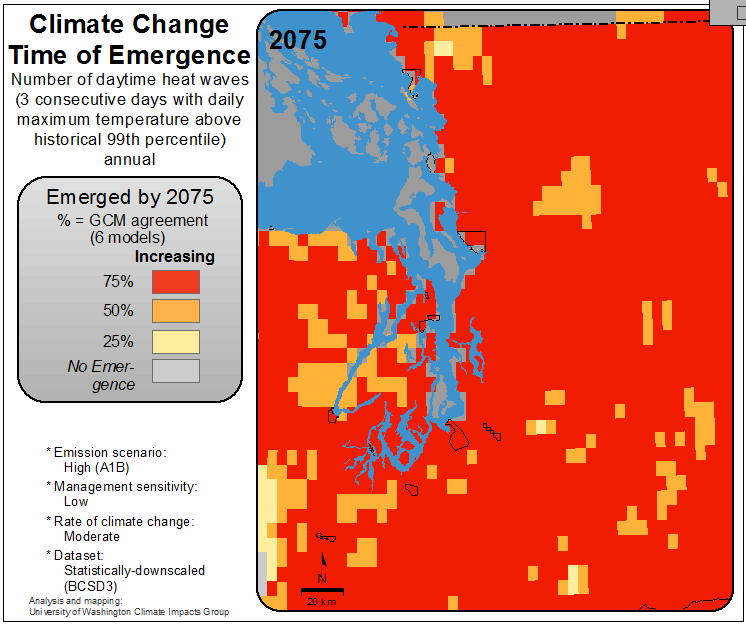 Climate Change
Time of Emergence
Number of daytime heat waves
(3 consecutive days with daily
maximum temperature above
historical 99th percentile)
annual
Emerged by 2075
% = GCM agreement
(6 models)
Increasing
75%
50%
25%
No Emer-
gence
* Emission scenario:
High (A1B)
* Management sensitivity:
Low
* Rate of climate change:
Moderate
* Dataset:
Statistically-downscaled
(BCSD3)
Analysis and mapping:
University of Washington Climate Impacts Group
2075
N
20 km